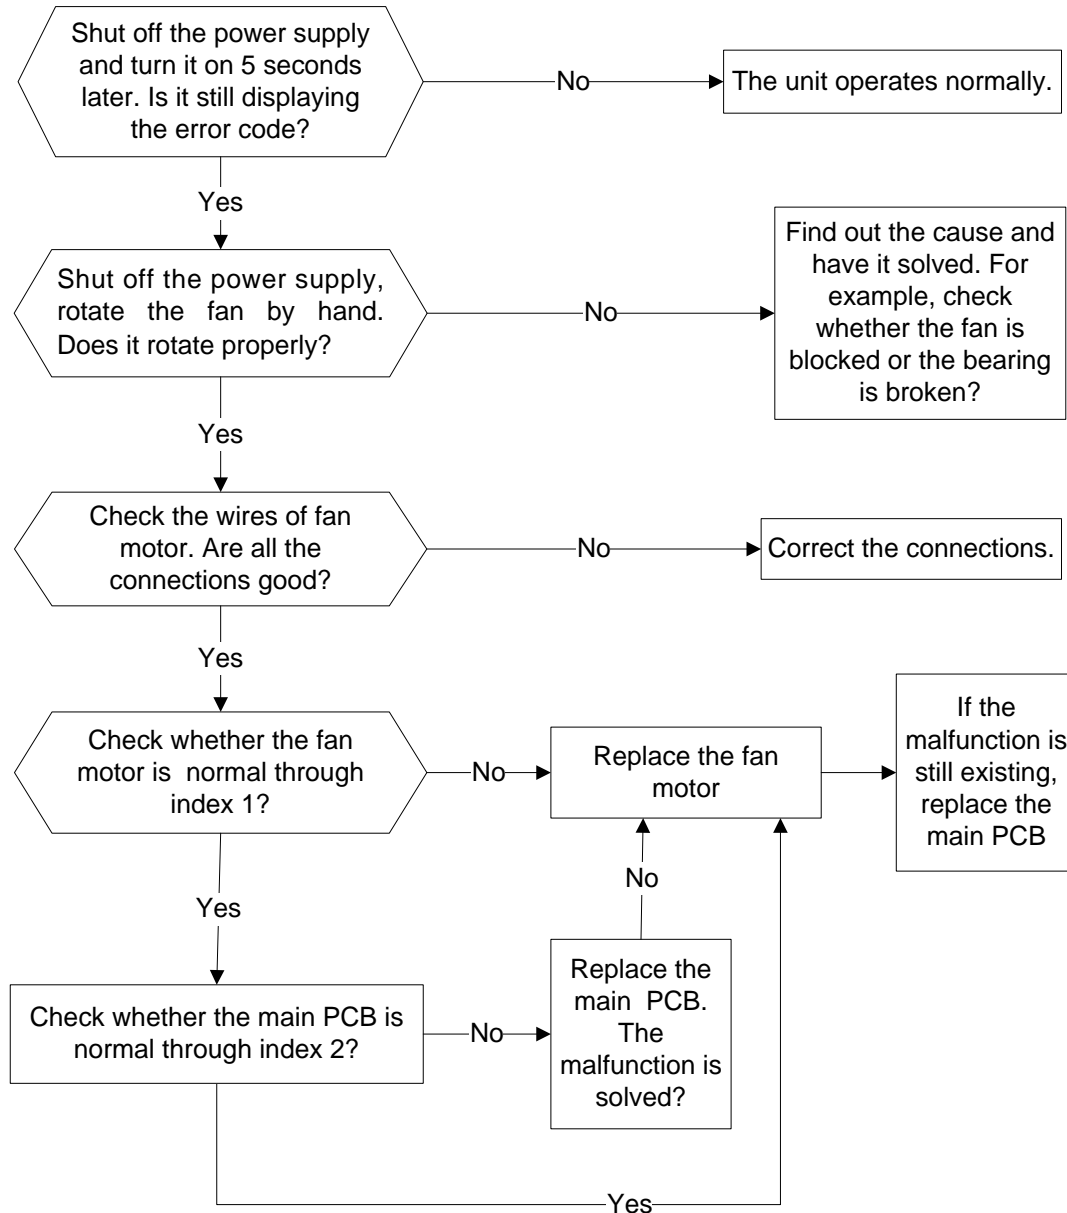 Shut off the power supply
and turn it on 5 seconds
later. Is it still displaying
the error code?
No
The unit operates normally.
Yes
Shut off the power supply,
rotate the fan by hand.
Does it rotate properly?
No
Find out the cause and
have it solved. For
example, check
whether the fan is
blocked or the bearing
is broken?
Yes
Check the wires of fan
motor. Are all the
connections good?
No
Correct the connections.
Yes
Check whether the fan
motor is normal through
index 1?
No
Replace the fan
motor
If the
malfunction is
still existing,
replace the
main PCB
Yes
No
Check whether the main PCB is
normal through index 2?
No
Replace the
main PCB.
The
malfunction is
solved?
Yes